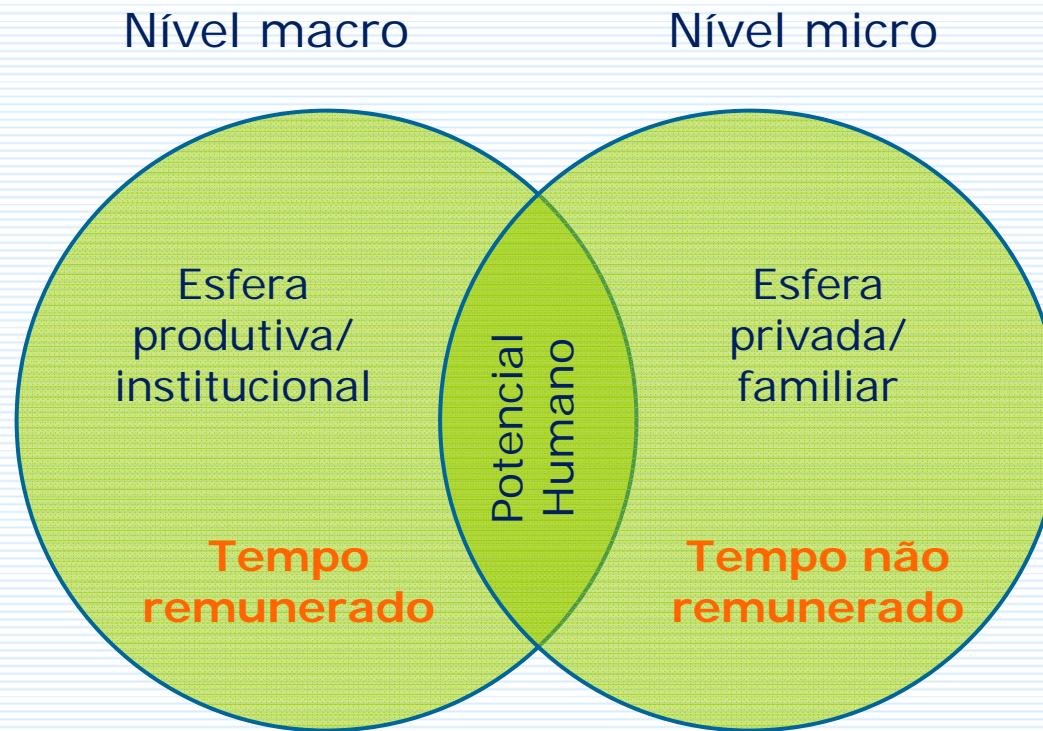 Nível macro
Nível micro
Esfera
produtiva/
institucional
Tempo
remunerado
Potencial
Humano
Esfera
privada/
familiar
Tempo não
remunerado